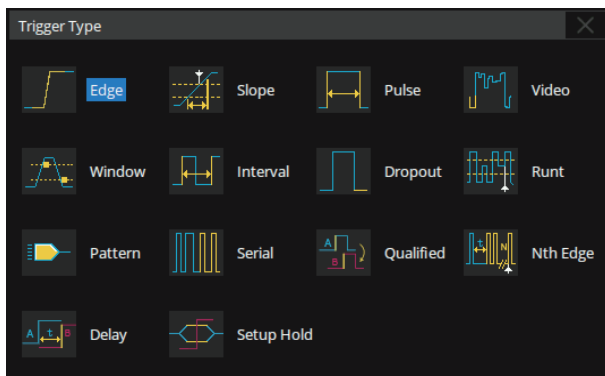 Trigger Type
Edge Slope Pulse Video
Window Interval Dropout Runt
Pattern Serial A B Qualified t N Nth Edge
A t B Delay Setup Hold